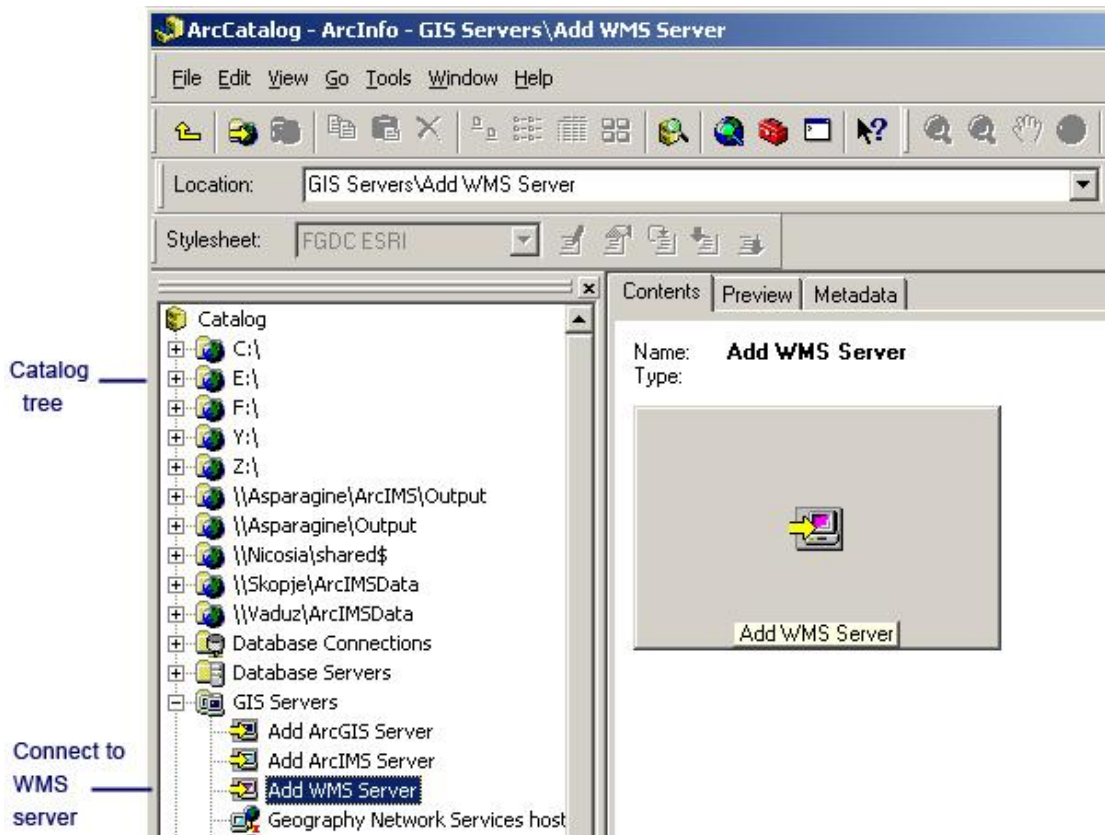 ArcCatalog - ArcInfo - GIS Servers\Add WMS Server
File Edit View Go Tools Window Help
Location: GIS Servers\Add WMS Server
Stylesheet: FGDC ESRI
Contents Preview Metadata
Catalog
C:\
E:\
F:\
Y:\
Z:\
\\Asparagine\ArcIMS\Output
\\Asparagine\Output
\\Nicosia\shared$
\\Skopje\ArcIMSData
\\Vaduz\ArcIMSData
Database Connections
Database Servers
GIS Servers
Add ArcGIS Server
Add ArcIMS Server
Add WMS Server
Geography Network Services host
Name: Add WMS Server
Type:
Add WMS Server
Catalog
tree
Connect to
WMS
server